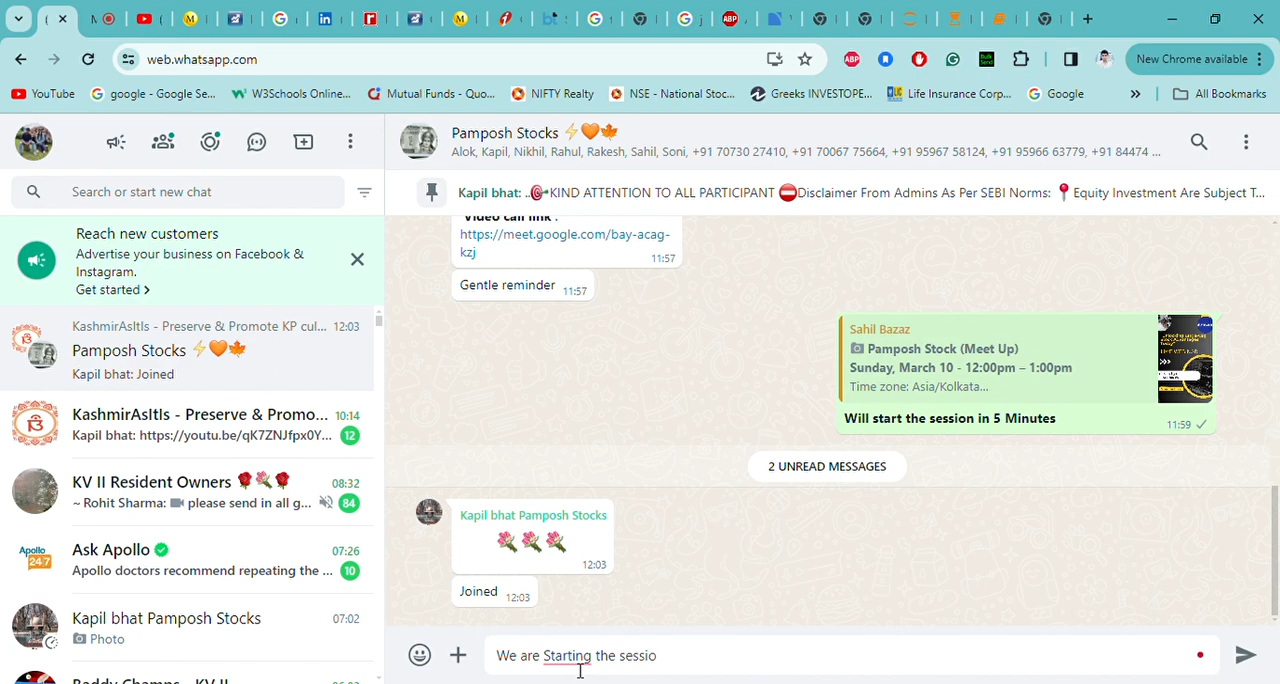 web.whatsapp.com
New Chrome available
YouTube
google - Google Se...
W3Schools Online...
Mutual Funds - Quo...
NIFTY Realty
NSE - National Stoc...
Greeks INVESTOPE...
Life Insurance Corp...
Google
All Bookmarks
Search or start new chat
Reach new customers
Advertise your business on Facebook &
Instagram.
Get started
KashmirAsItIs - Preserve & Promote KP cul... 12:03
Pamposh Stocks ⚡🧡🍁
Kapil bhat: Joined
KashmirAsItIs - Preserve & Promo... 10:14
Kapil bhat: https://youtu.be/qK7ZNJfpx0Y... 12
KV II Resident Owners 🌹💐🌹 08:32
~ Rohit Sharma: please send in all g... 84
Ask Apollo 07:26
Apollo doctors recommend repeating the ... 10
Kapil bhat Pamposh Stocks 07:02
Photo
Pamposh Stocks ⚡🧡🍁
Alok, Kapil, Nikhil, Rahul, Rakesh, Sahil, Soni, +91 70730 27410, +91 70067 75664, +91 95967 58124, +91 95966 63779, +91 84474 ...
Kapil bhat: ..🎯KIND ATTENTION TO ALL PARTICIPANT ⛔Disclaimer From Admins As Per SEBI Norms: 📍Equity Investment Are Subject T...
Video call link :
https://meet.google.com/bay-acag-
kzj
11:57
Gentle reminder 11:57
Sahil Bazaz
Pamposh Stock (Meet Up)
Sunday, March 10 - 12:00pm – 1:00pm
Time zone: Asia/Kolkata...
Will start the session in 5 Minutes
11:59
2 UNREAD MESSAGES
Kapil bhat Pamposh Stocks
💐💐💐
12:03
Joined 12:03
We are Starting the sessio